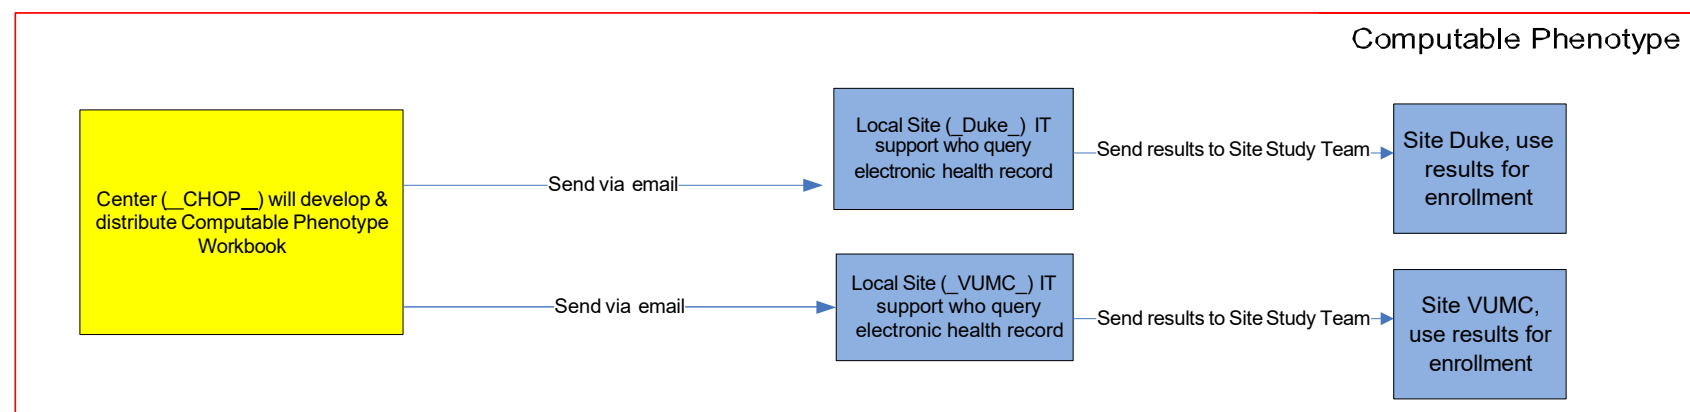 Computable Phenotype
Center (__CHOP__) will develop &
distribute Computable Phenotype
Workbook
Send via email
Local Site (_Duke_) IT
support who query
electronic health record
Send results to Site Study Team
Site Duke, use
results for
enrollment
Send via email
Local Site (_VUMC_) IT
support who query
electronic health record
Send results to Site Study Team
Site VUMC,
use results for
enrollment